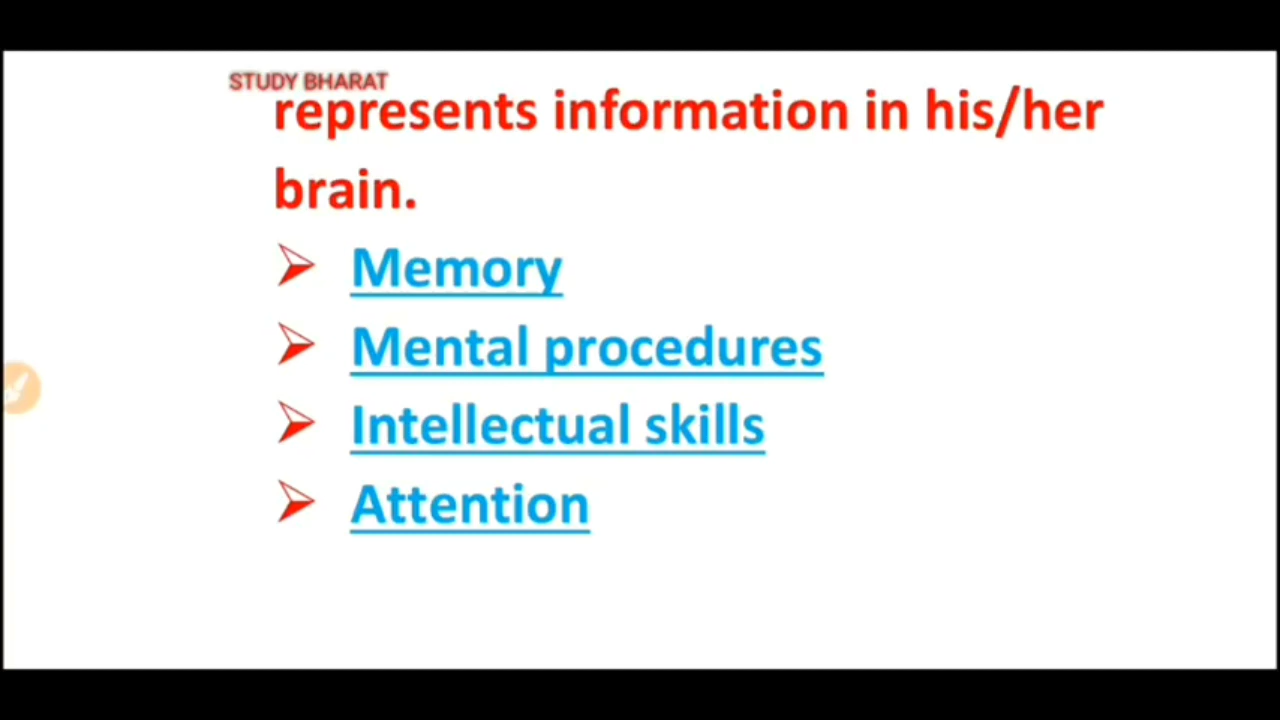 STUDY BHARAT
represents information in his/her
brain.
Memory
Mental procedures
Intellectual skills
Attention